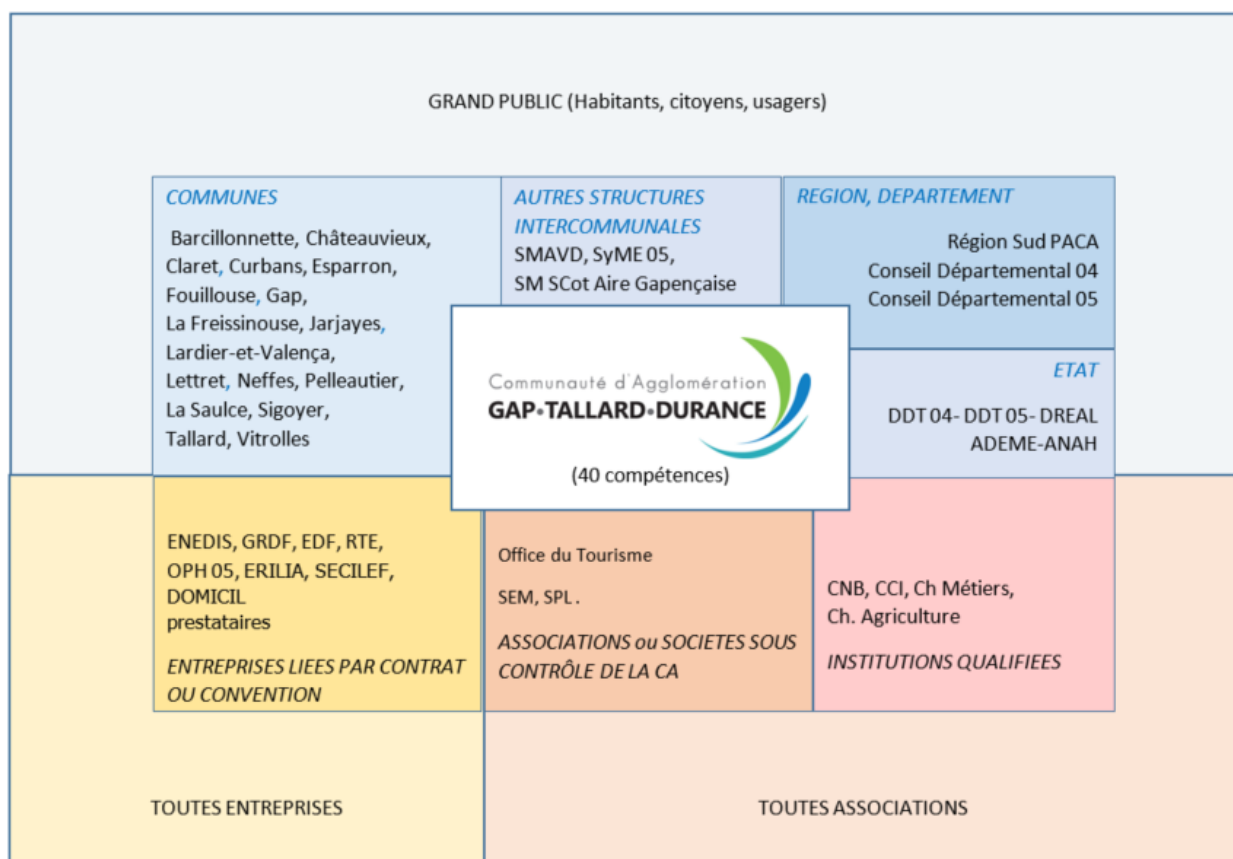 GRAND PUBLIC (Habitants, citoyens, usagers)
COMMUNES
Barcillonnette, Châteauvieux,
Claret, Curbans, Esparron,
Fouillouse, Gap,
La Freissinouse, Jarjayes,
Lardier-et-Valença,
Lettret, Neffes, Pelleautier,
La Saulce, Sigoyer,
Tallard, Vitrolles
AUTRES STRUCTURES
INTERCOMMUNALES
SMAVD, SyME 05,
SM SCot Aire Gapençaise
REGION, DEPARTEMENT
Région Sud PACA
Conseil Départemental 04
Conseil Départemental 05
Communauté d'Agglomération
GAP•TALLARD•DURANCE
(40 compétences)
ETAT
DDT 04- DDT 05- DREAL
ADEME-ANAH
ENEDIS, GRDF, EDF, RTE,
OPH 05, ERILIA, SECILEF,
DOMICIL
prestataires
ENTREPRISES LIEES PAR CONTRAT
OU CONVENTION
Office du Tourisme
SEM, SPL .
ASSOCIATIONS ou SOCIETES SOUS
CONTRÔLE DE LA CA
CNB, CCI, Ch Métiers,
Ch. Agriculture
INSTITUTIONS QUALIFIEES
TOUTES ENTREPRISES
TOUTES ASSOCIATIONS